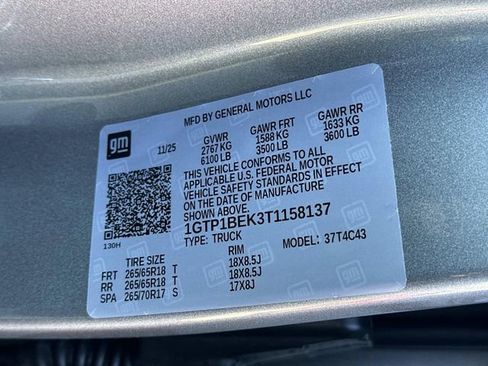 MFD BY GENERAL MOTORS LLC
gm
11/25
GVWR GAWR FRT GAWR RR
2767 KG 1588 KG 1633 KG
6100 LB 3500 LB 3600 LB
THIS VEHICLE CONFORMS TO ALL
APPLICABLE U.S. FEDERAL MOTOR
VEHICLE SAFETY STANDARDS IN EFFECT
ON THE DATE OF MANUFACTURE
SHOWN ABOVE.
1GTP1BEK3T1158137
TYPE: TRUCK MODEL: 37T4C43
130H
TIRE SIZE RIM
FRT 265/65R18 T 18X8.5J
RR 265/65R18 T 18X8.5J
SPA 265/70R17 S 17X8J